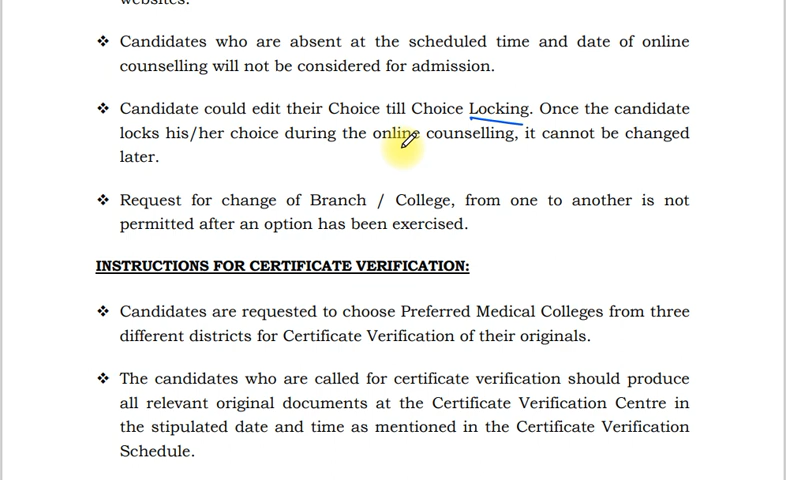 websites.
❖ Candidates who are absent at the scheduled time and date of online
counselling will not be considered for admission.
❖ Candidate could edit their Choice till Choice Locking. Once the candidate
locks his/her choice during the online counselling, it cannot be changed
later.
❖ Request for change of Branch / College, from one to another is not
permitted after an option has been exercised.
INSTRUCTIONS FOR CERTIFICATE VERIFICATION:
❖ Candidates are requested to choose Preferred Medical Colleges from three
different districts for Certificate Verification of their originals.
❖ The candidates who are called for certificate verification should produce
all relevant original documents at the Certificate Verification Centre in
the stipulated date and time as mentioned in the Certificate Verification
Schedule.